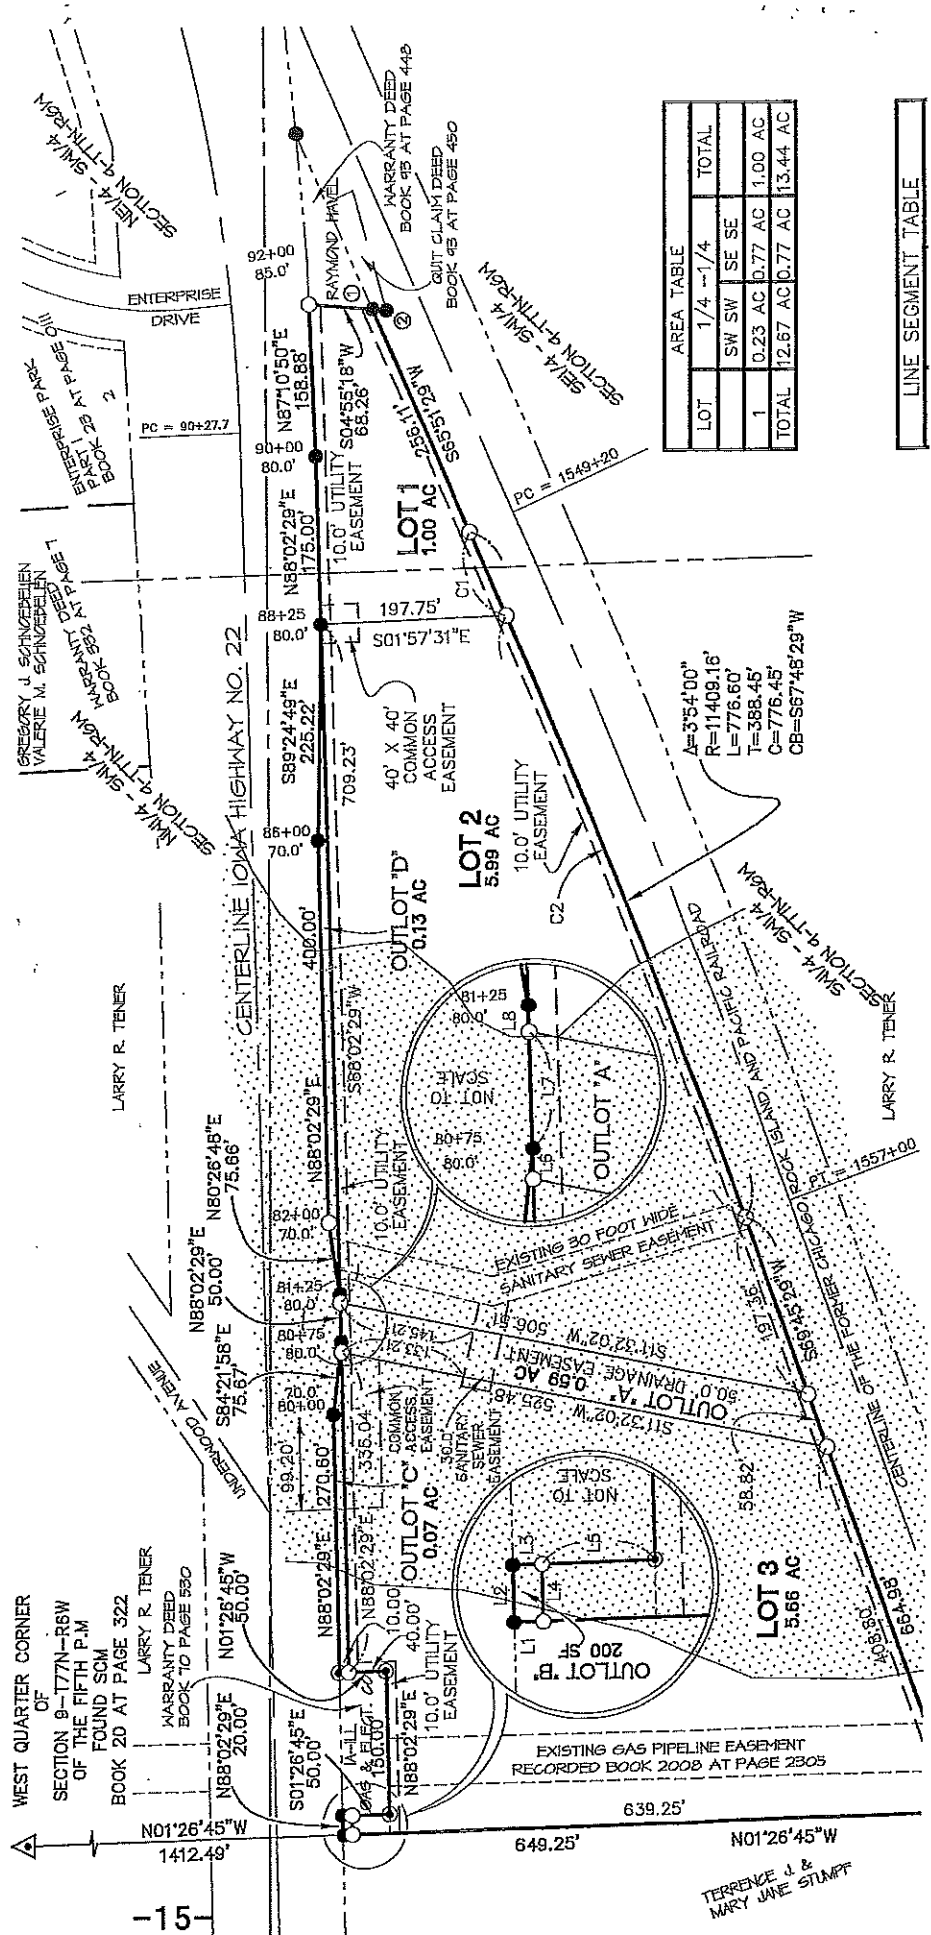 WEST QUARTER CORNER
OF
SECTION 9-T77N-R6W
OF THE FIFTH P.M
FOUND SCM
BOOK 2D AT PAGE 322
LARRY R. TENER
WARRANTY DEED
BOOK 70 PAGE 530
UNDERWOOD AVENUE
LARRY R TENER
GREGORY J. SCHNOEBELEN
VALERIE M. SCHNOEBELEN
WARRANTY DEED
BOOK 582 AT PAGE 7
NW1/4 - SW1/4
SECTION 9-T77N-R6W
ENTERPRISE PARK
PART 1
BOOK 23 AT PAGE 0111
2
ENTERPRISE
DRIVE
NE1/4 - SW1/4
SECTION 9-T77N-R6W
CENTERLINE IOWA HIGHWAY NO. 22
PC = 90+27.7
N01°26'45"W
1412.49'
N88°02'29"E
20.00'
S01°26'45"E
50.00'
N01°26'45"W
50.00'
N88°02'29"E
270.60'
99.20'
80+00
70.0'
S84°21'58"E
75.67'
80+75
80.0'
N88°02'29"E
50.00'
81+25
80.0'
N80°26'48"E
75.66'
82+00
70.0'
N88°02'29"E
400.00'
86+00
70.0'
S89°24'49"E
225.22'
88+25
80.0'
N88°02'29"E
175.00'
90+00
80.0'
N87°10'50"E
158.88'
92+00
85.0'
RAYMOND HAVEL
WARRANTY DEED
BOOK 93 AT PAGE 448
QUIT CLAIM DEED
BOOK 93 AT PAGE 450
1
2
S04°55'18"W
68.26'
10.0' UTILITY
EASEMENT
LOT 1
1.00 AC
256.11'
S65°51'29"W
SE1/4 - SW1/4
SECTION 9-T77N-R6W
PC = 1549+20
C1
197.75'
S01°57'31"E
40' X 40'
COMMON
ACCESS
EASEMENT
709.23'
S88°02'29"W
OUTLOT "D"
0.13 AC
LOT 2
5.99 AC
10.0' UTILITY
EASEMENT
C2
Δ=3°54'00"
R=11409.16'
L=776.60'
T=388.45'
C=776.45'
CB=S67°48'29"W
10.0' UTILITY
EASEMENT
NOT TO
SCALE
81+25
80.0'
L8
L7
80+75
80.0'
L6
OUTLOT "A"
SW1/4 - SW1/4
SECTION 9-T77N-R6W
LARRY R TENER
CENTERLINE OF THE FORMER CHICAGO ROCK ISLAND AND PACIFIC RAILROAD
PT = 1557+00
EXISTING 30 FOOT WIDE
SANITARY SEWER EASEMENT
197.36'
S69°45'29"W
145.21'
506.51'
S11°32'02"W
133.21'
OUTLOT "A"
50.0' DRAINAGE EASEMENT
0.59 AC
525.48'
S11°32'02"W
58.82'
30.0'
SANITARY
SEWER
EASEMENT
COMMON
ACCESS
EASEMENT
335.04'
N88°02'29"E
OUTLOT "C"
0.07 AC
10.00'
40.00'
10.0' UTILITY
EASEMENT
150.00'
N88°02'29"E
NOT TO
SCALE
L1
L2
L3
L4
L5
OUTLOT "B"
200 SF
LOT 3
5.66 AC
408.80'
664.98'
EXISTING GAS PIPELINE EASEMENT
RECORDED BOOK 2008 AT PAGE 2305
639.25'
649.25'
N01°26'45"W
TERRENCE J. &
MARY JANE STUMPF
-15-
AREA TABLE
LOT 1/4 --1/4 TOTAL
SW SW SE SE
1 0.23 AC 0.77 AC 1.00 AC
TOTAL 12.67 AC 0.77 AC 13.44 AC
LINE SEGMENT TABLE